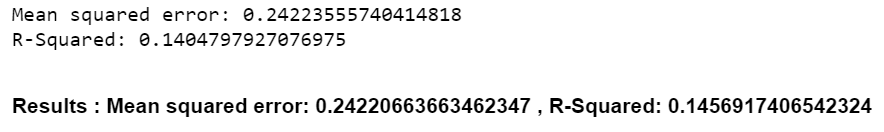 Mean squared error: 0.24223555740414818
R-Squared: 0.1404797927076975
Results : Mean squared error: 0.24220663663462347 , R-Squared: 0.1456917406542324